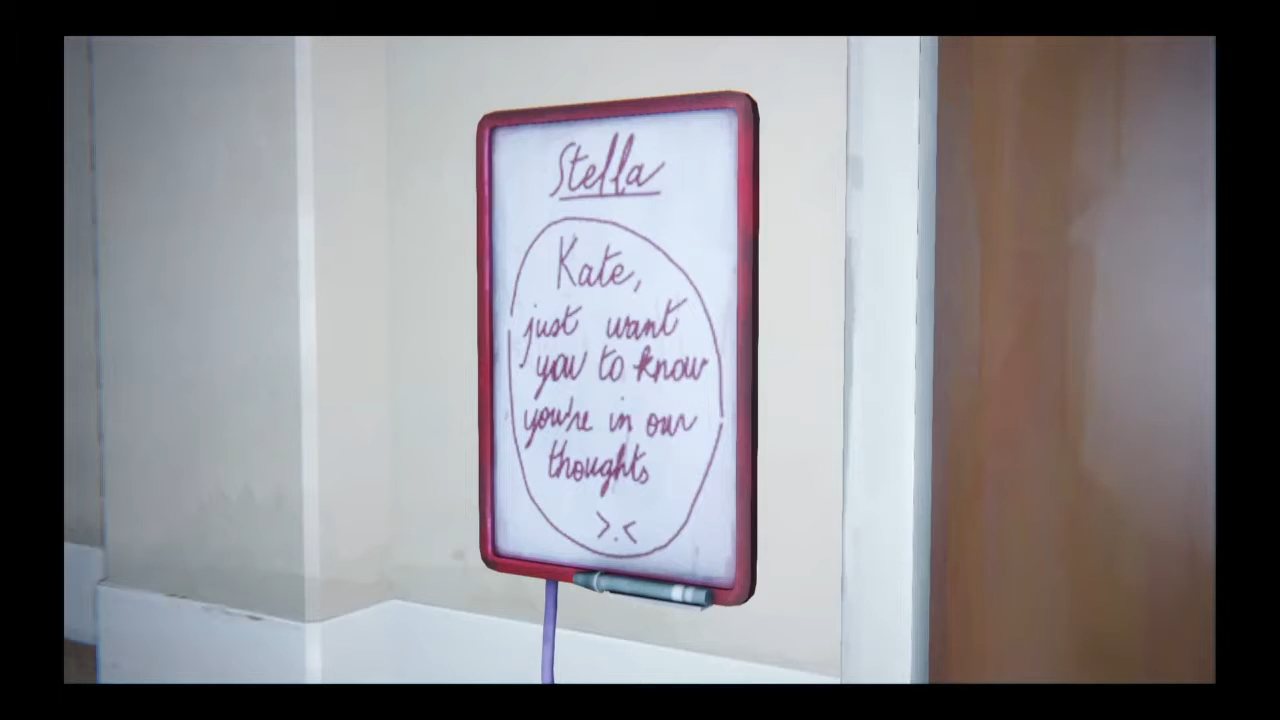 Stella
Kate,
just want
you to know
you're in our
thoughts
>.<